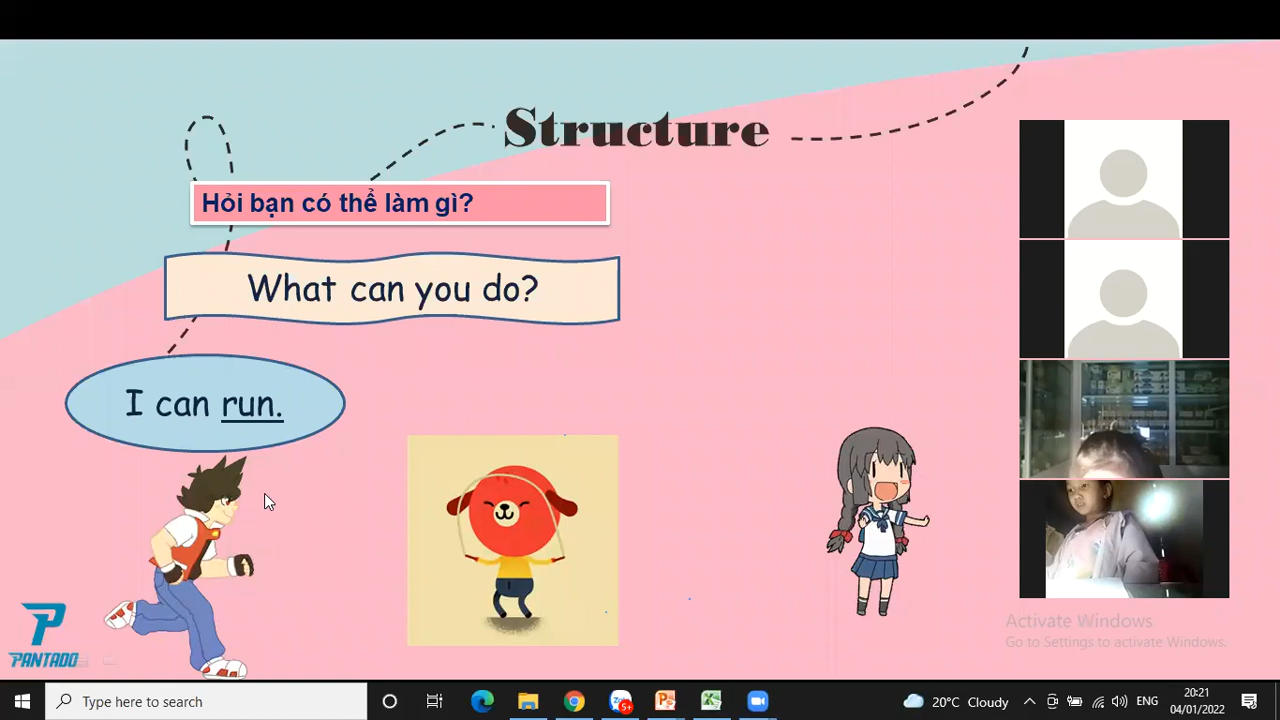 Structure
Hỏi bạn có thể làm gì?
What can you do?
I can run.
PANTADO
Activate Windows
Go to Settings to activate Windows.
Type here to search
5+
20°C Cloudy
ENG
20:21
04/01/2022